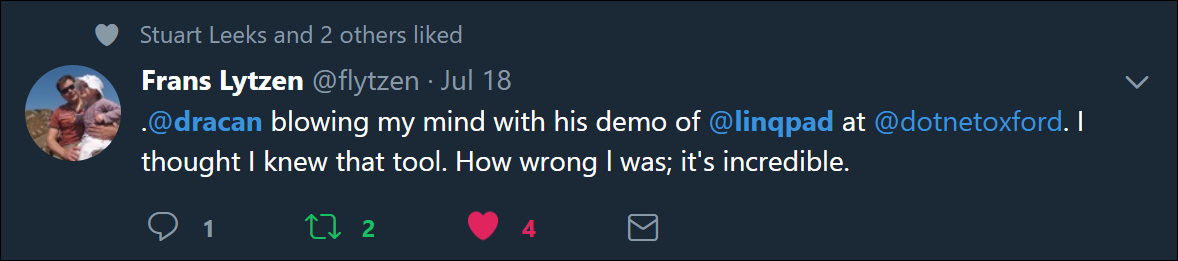 Stuart Leeks and 2 others liked
Frans Lytzen @flytzen · Jul 18
.@dracan blowing my mind with his demo of @linqpad at @dotnetoxford. I
thought I knew that tool. How wrong I was; it's incredible.
1 2 4